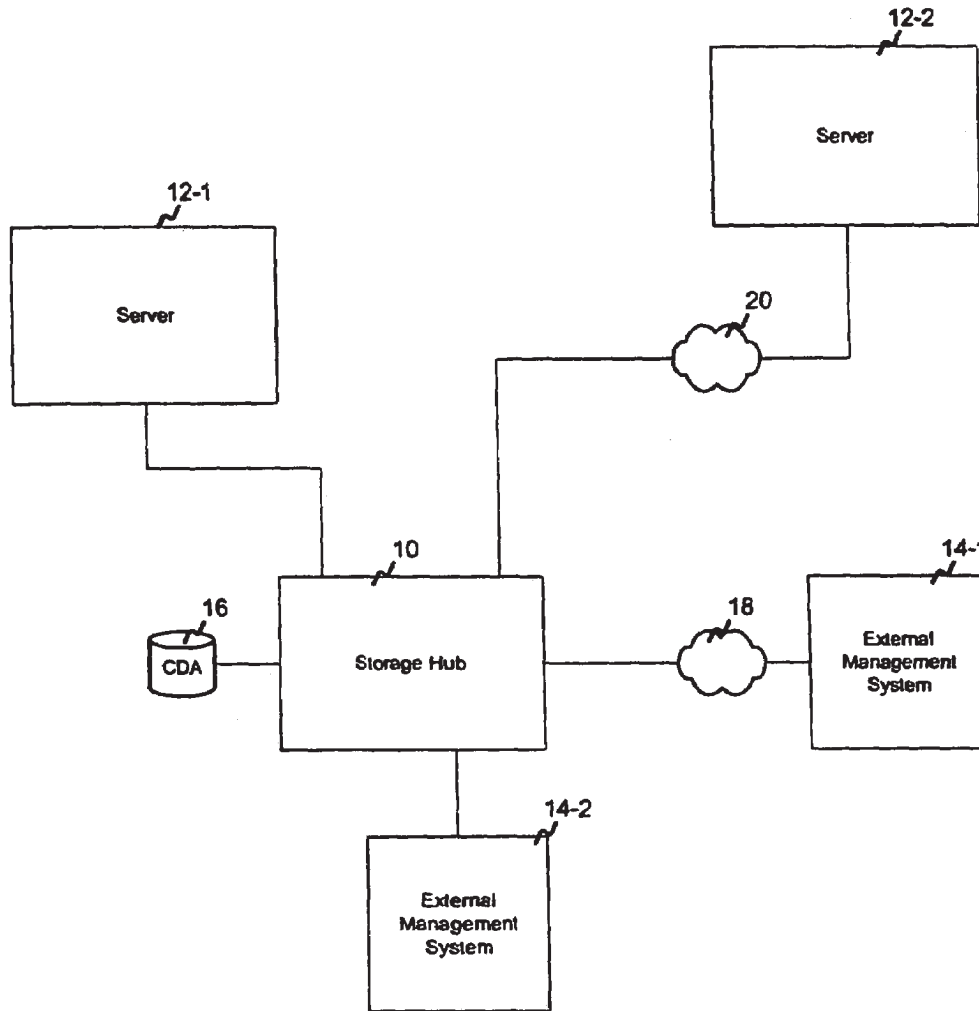 12-2
Server
12-1
Server
20
10
14-1
16
18
CDA
Storage Hub
External
Management
System
14-2
External
Management
System